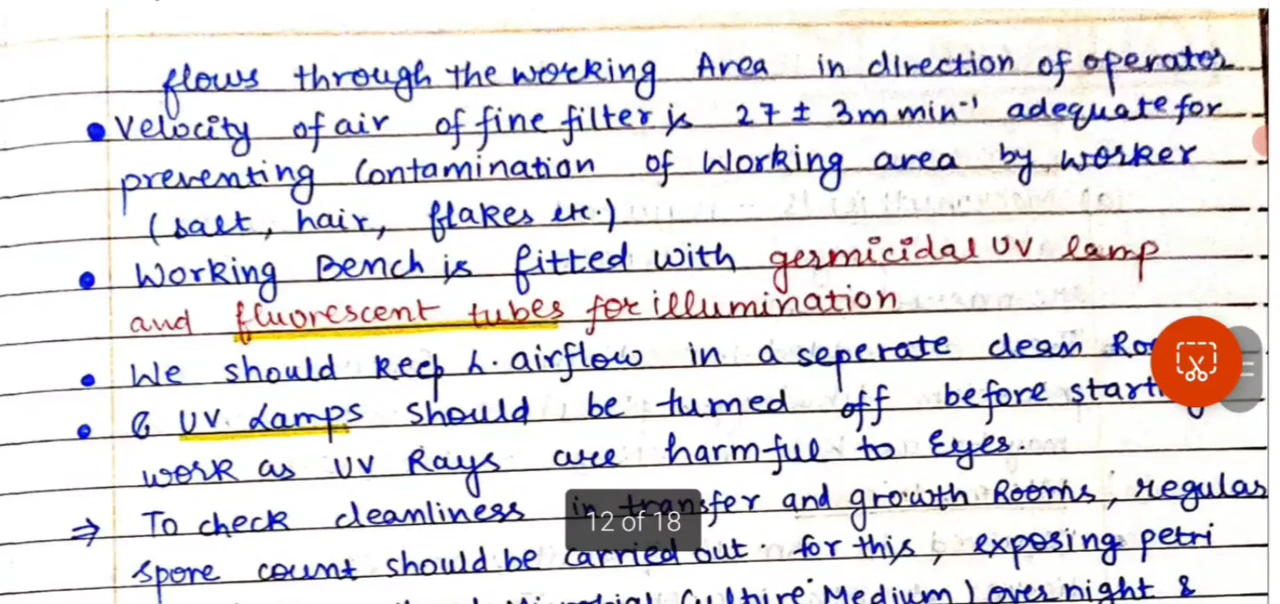 flows through the working Area in direction of operator
• Velocity of air of fine filter is 27 ± 3m min⁻¹ adequate for
preventing Contamination of Working area by worker
(salt, hair, flakes etc.)
• Working Bench is fitted with germicidal UV lamp
and fluorescent tubes for illumination
• We should Keep h. airflow in a seperate clean
• UV. Lamps should be turned off before
work as UV Rays are harmful to Eyes.
⇒ To check cleanliness in transfer and growth Rooms, regular
12 of 18
spore count should be carried out. for this, exposing petri
Culture Medium) over night &